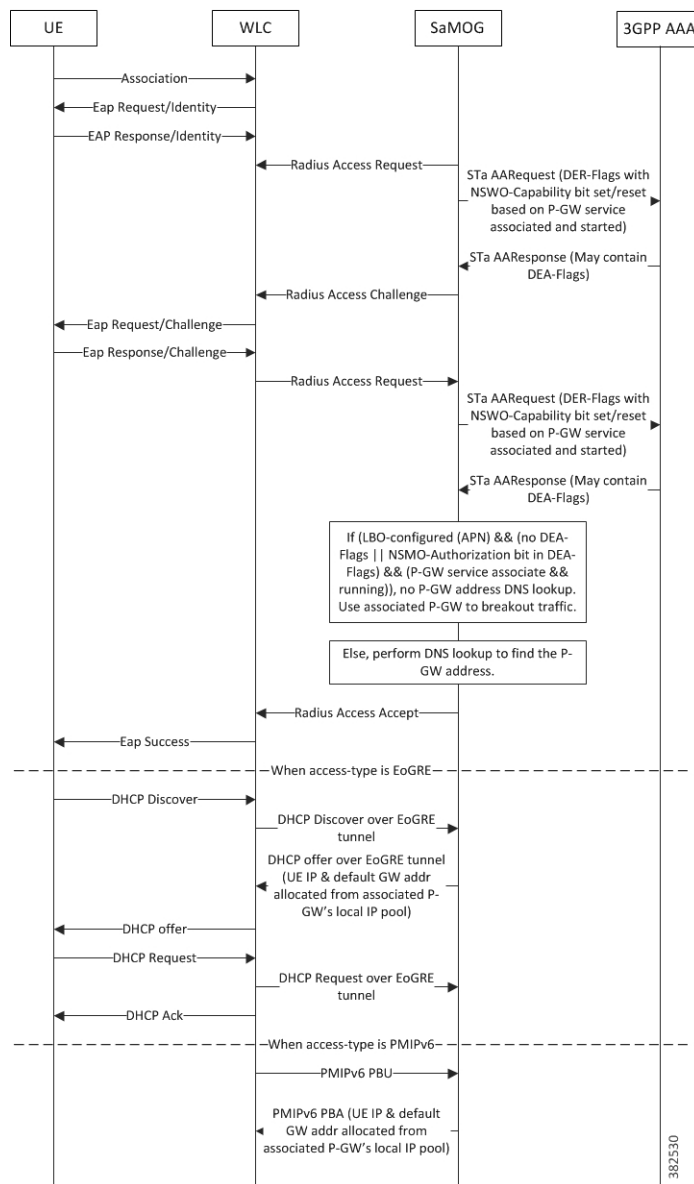 UE
WLC
SaMOG
3GPP AAA
Association
Eap Request/Identity
EAP Response/Identity
Radius Access Request
STa AARequest (DER-Flags with
NSWO-Capability bit set/reset
based on P-GW service
associated and started)
STa AAResponse (May contain
DEA-Flags)
Radius Access Challenge
Eap Request/Challenge
Eap Response/Challenge
Radius Access Request
STa AARequest (DER-Flags with
NSWO-Capability bit set/reset
based on P-GW service
associated and started)
STa AAResponse (May contain
DEA-Flags)
If (LBO-configured (APN) && (no DEA-
Flags || NSMO-Authorization bit in DEA-
Flags) && (P-GW service associate &&
running)), no P-GW address DNS lookup.
Use associated P-GW to breakout traffic.
Else, perform DNS lookup to find the P-
GW address.
Radius Access Accept
Eap Success
When access-type is EoGRE
DHCP Discover
DHCP Discover over EoGRE
tunnel
DHCP offer over EoGRE tunnel
(UE IP & default GW addr
allocated from associated P-
GW's local IP pool)
DHCP offer
DHCP Request
DHCP Request over EoGRE
tunnel
DHCP Ack
When access-type is PMIPv6
PMIPv6 PBU
PMIPv6 PBA (UE IP & default
GW addr allocated from
associated P-GW's local IP pool)
382530